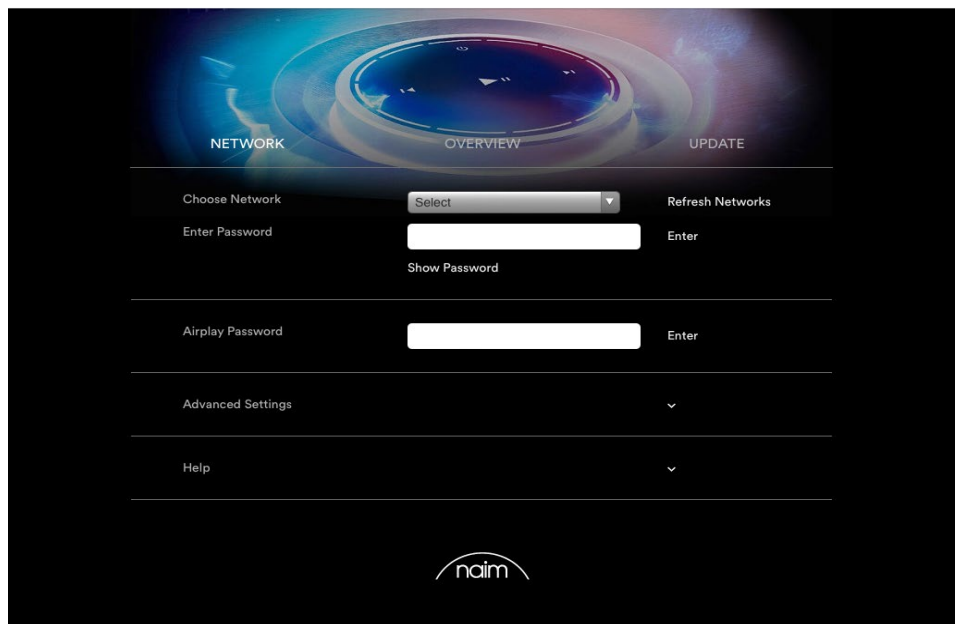 NETWORK OVERVIEW UPDATE
Choose Network Select Refresh Networks
Enter Password Enter
Show Password
Airplay Password Enter
Advanced Settings
Help
naim